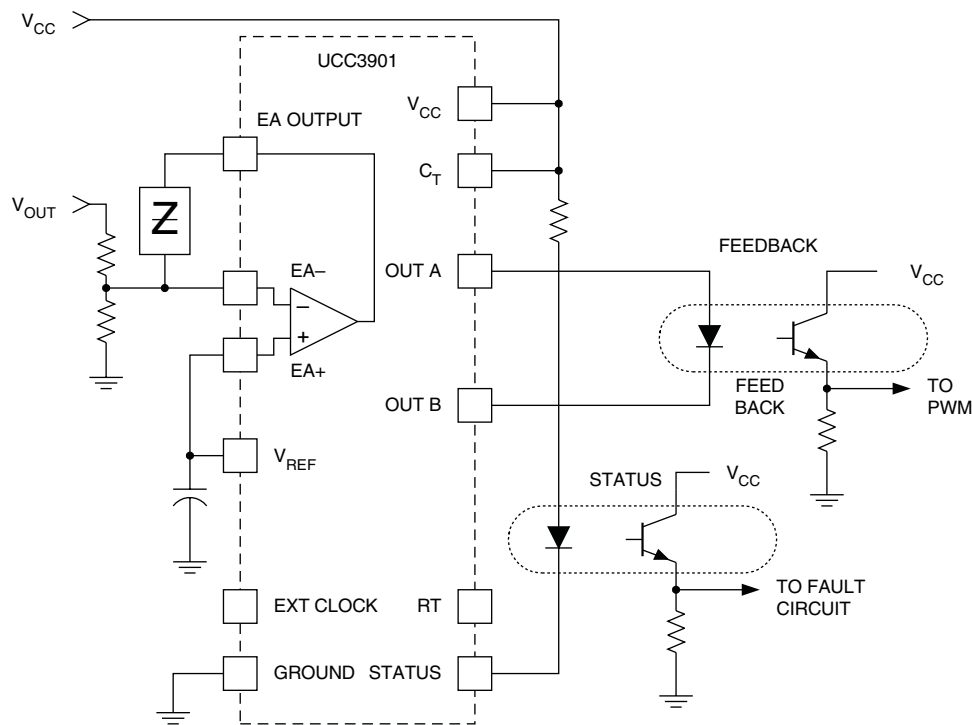 VCC
UCC3901
VCC
EA OUTPUT
CT
VOUT
Z
FEEDBACK
EA–
OUT A
VCC
−
+
EA+
FEED
BACK
TO
PWM
OUT B
VREF
STATUS
VCC
EXT CLOCK
RT
TO FAULT
CIRCUIT
GROUND
STATUS